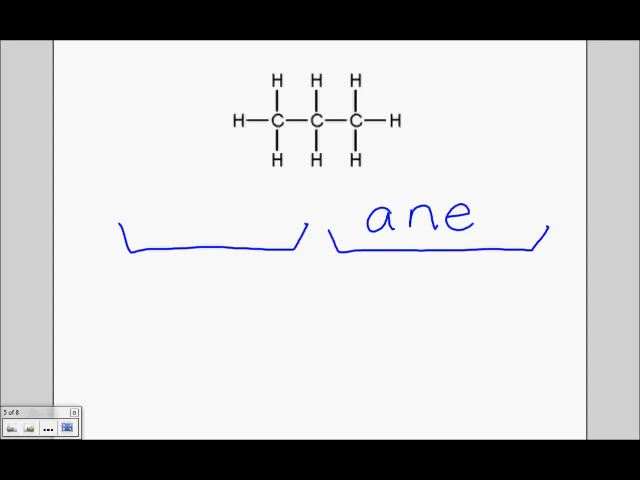 H H H
H C C C H
H H H
ane
5 of 8